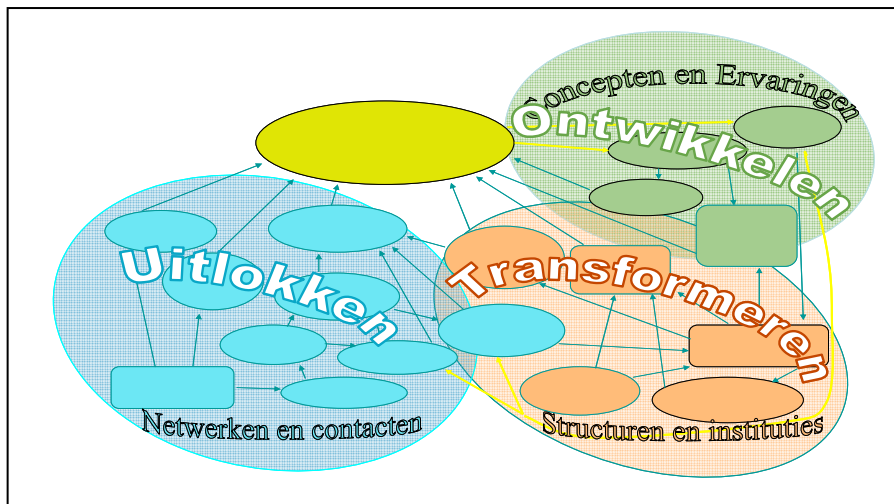 Concepten en Ervaringen
Ontwikkelen
Uitlokken
Transformeren
Netwerken en contacten
Structuren en instituties